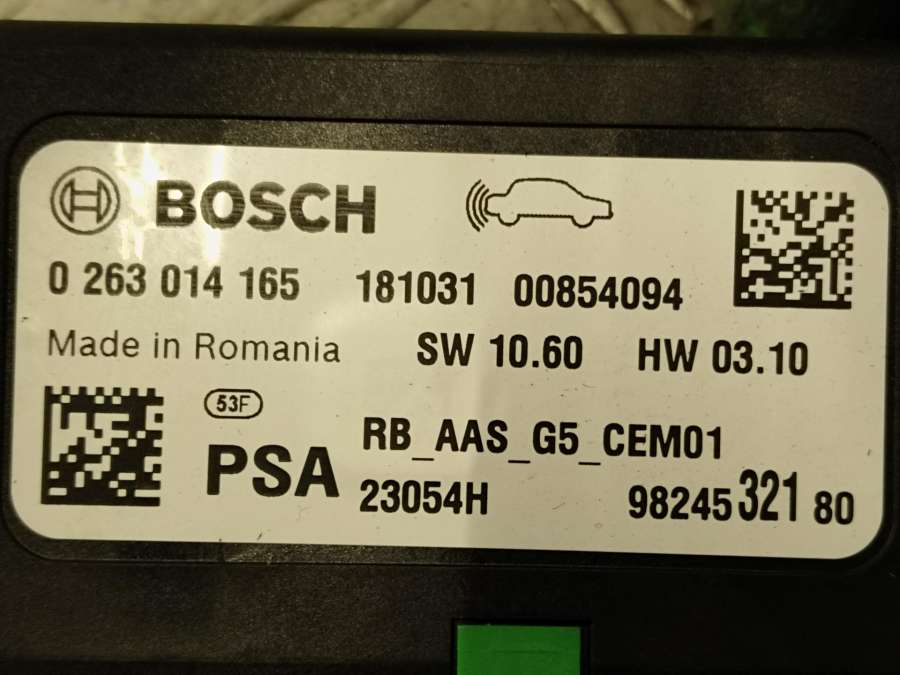 BOSCH
0 263 014 165 181031 00854094
Made in Romania SW 10.60 HW 03.10
53F
PSA RB_AAS_G5_CEM01
23054H 98245 321 80